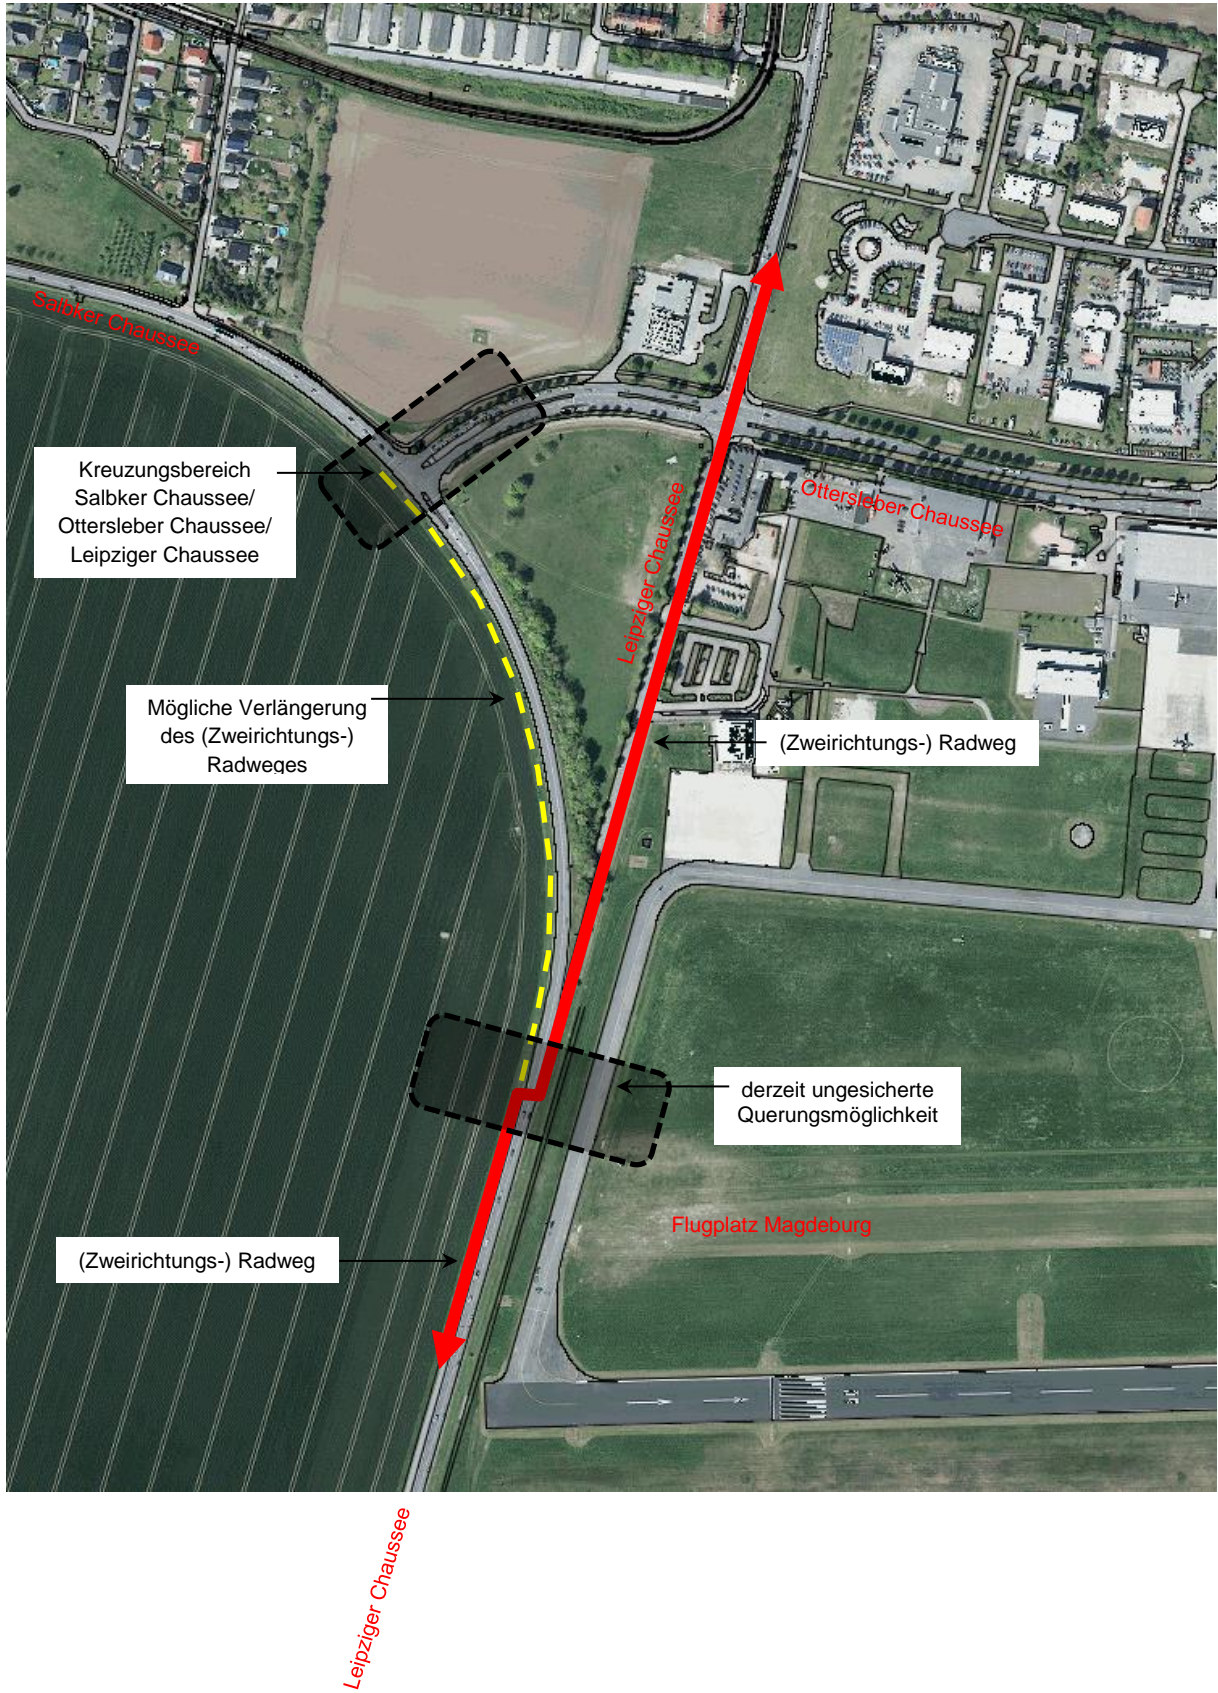 Salbker Chaussee
Kreuzungsbereich
Salbker Chaussee/
Ottersleber Chaussee/
Leipziger Chaussee
Ottersleber Chaussee
Leipziger Chaussee
Mögliche Verlängerung
des (Zweirichtungs-)
Radweges
(Zweirichtungs-) Radweg
derzeit ungesicherte
Querungsmöglichkeit
Flugplatz Magdeburg
(Zweirichtungs-) Radweg
Leipziger Chaussee